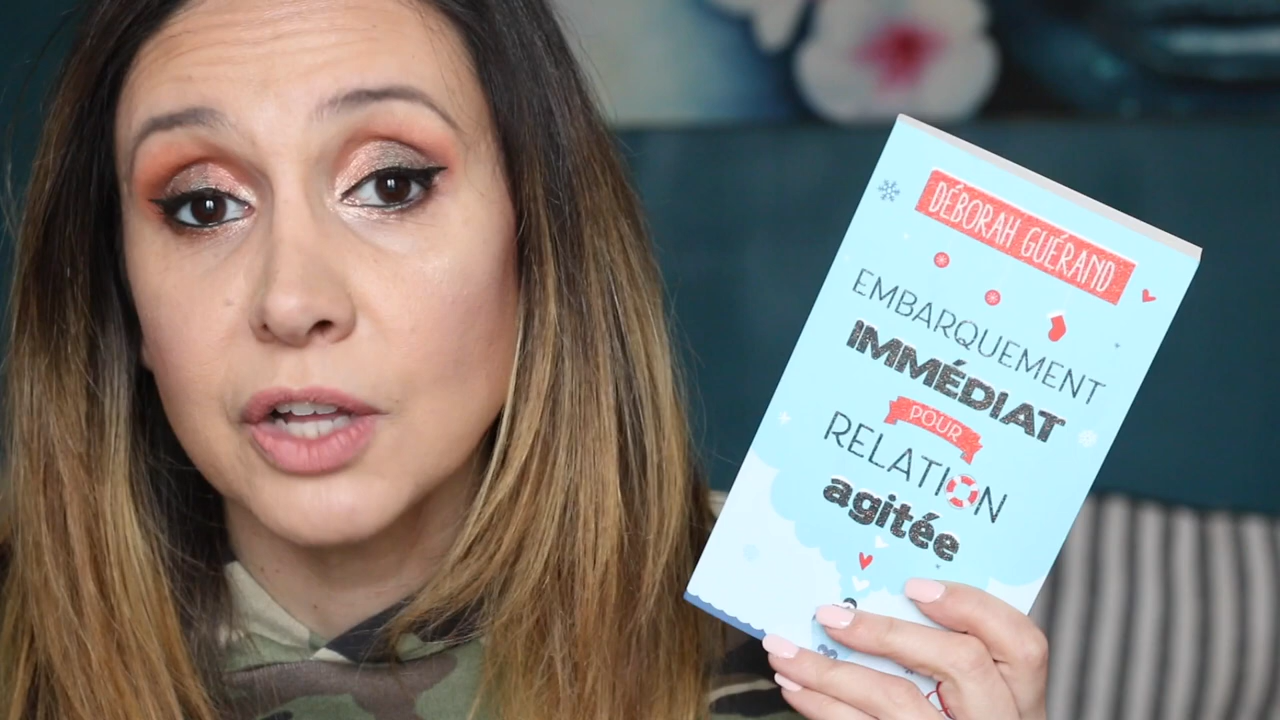 DÉBORAH GUÉRAND
EMBARQUEMENT
IMMÉDIAT
POUR
RELATION
agitée